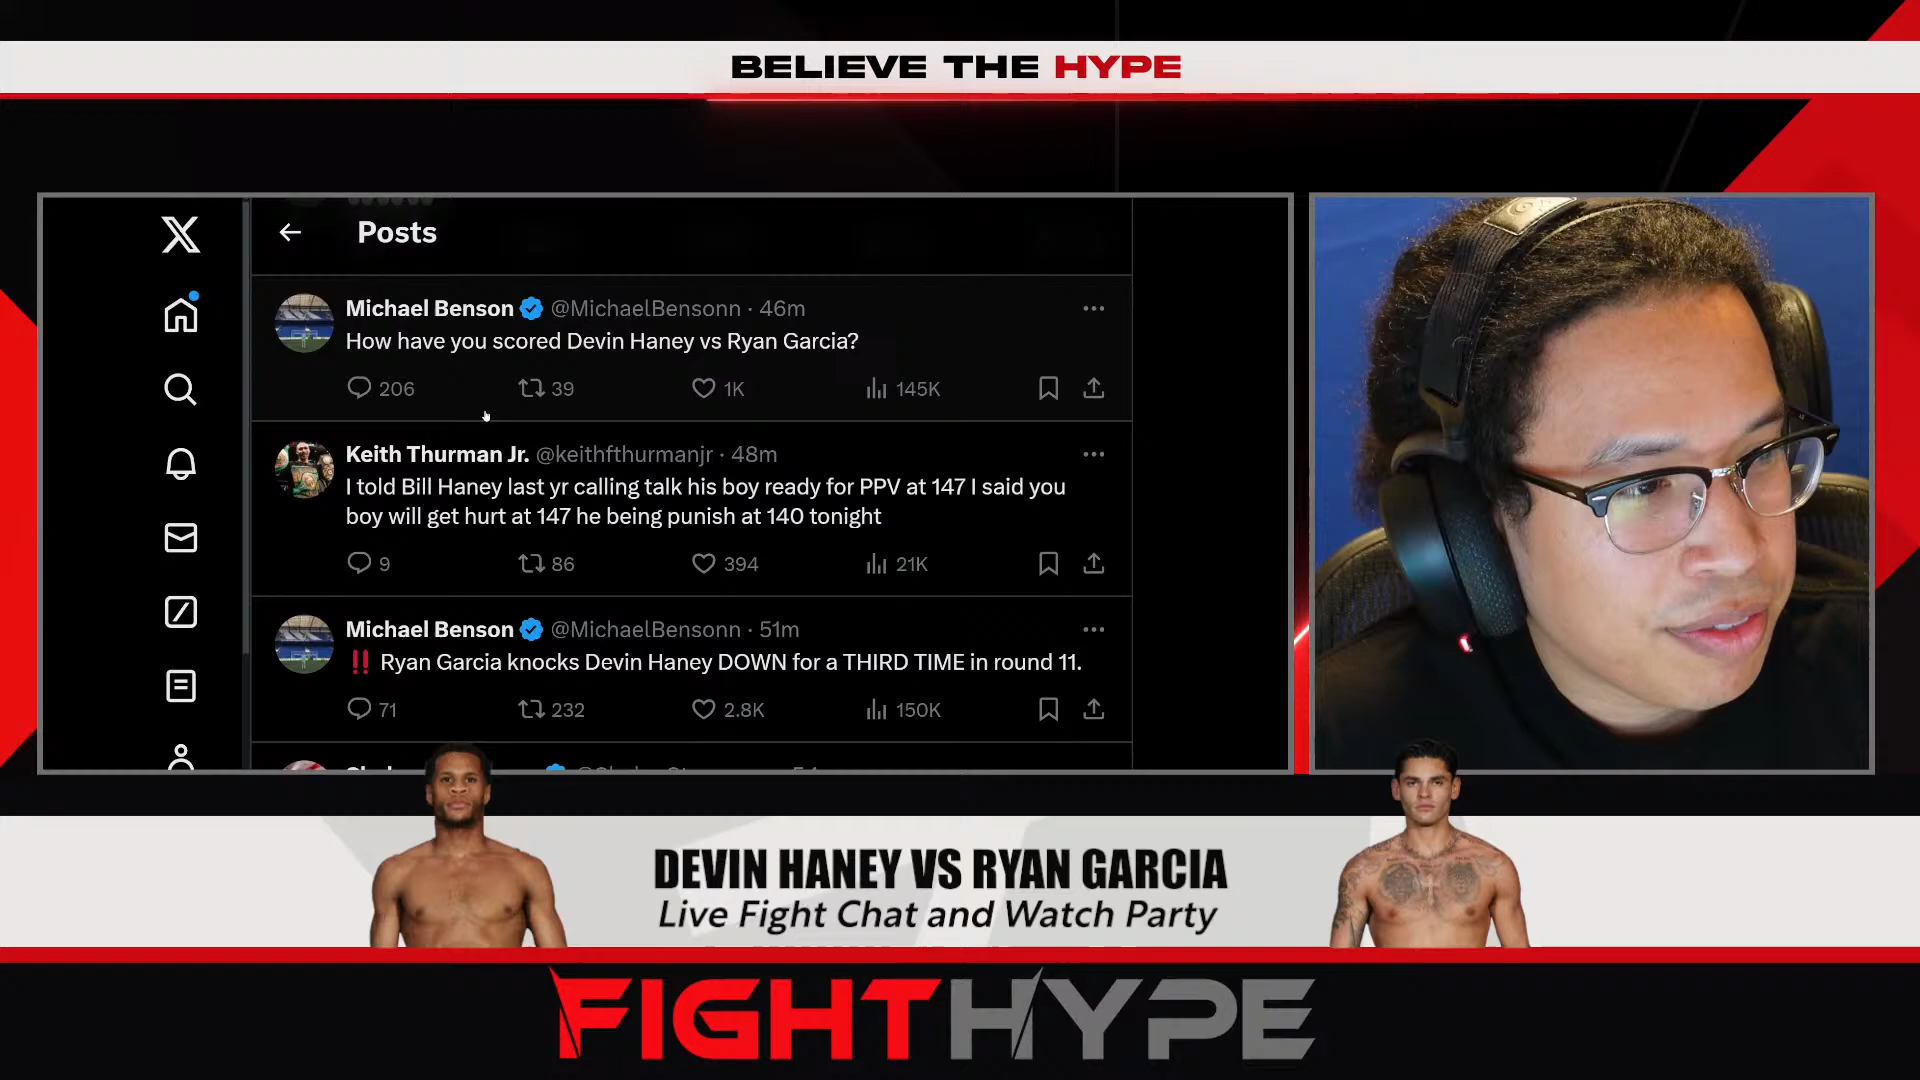 BELIEVE THE HYPE
Posts
Michael Benson @MichaelBensonn · 46m
How have you scored Devin Haney vs Ryan Garcia?
206 39 1K 145K
Keith Thurman Jr. @keithfthurmanjr · 48m
I told Bill Haney last yr calling talk his boy ready for PPV at 147 I said you
boy will get hurt at 147 he being punish at 140 tonight
9 86 394 21K
Michael Benson @MichaelBensonn · 51m
‼️ Ryan Garcia knocks Devin Haney DOWN for a THIRD TIME in round 11.
71 232 2.8K 150K
DEVIN HANEY VS RYAN GARCIA
Live Fight Chat and Watch Party
FIGHTHYPE